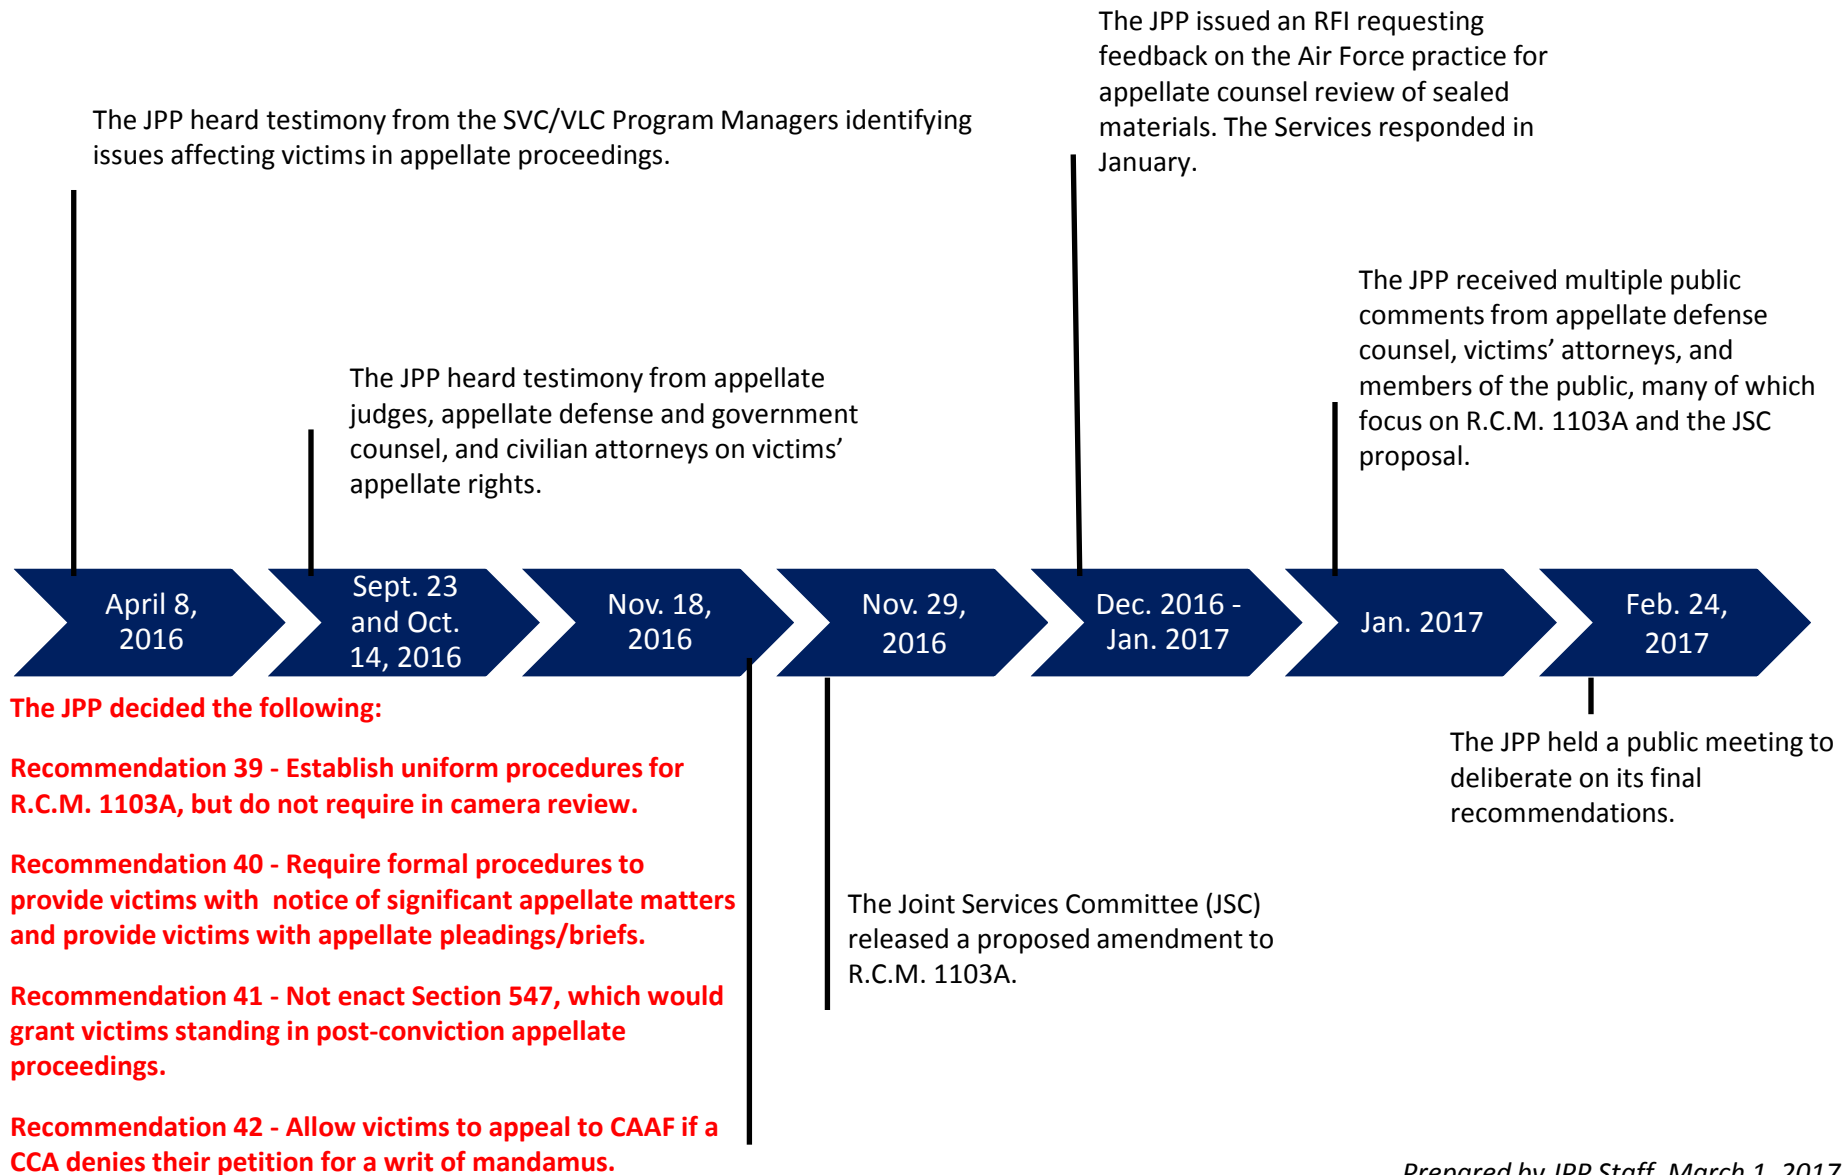 The JPP issued an RFI requesting
feedback on the Air Force practice for
appellate counsel review of sealed
materials. The Services responded in
January.
The JPP heard testimony from the SVC/VLC Program Managers identifying
issues affecting victims in appellate proceedings.
The JPP received multiple public
comments from appellate defense
counsel, victims’ attorneys, and
members of the public, many of which
focus on R.C.M. 1103A and the JSC
proposal.
The JPP heard testimony from appellate
judges, appellate defense and government
counsel, and civilian attorneys on victims’
appellate rights.
April 8,
2016
Sept. 23
and Oct.
14, 2016
Nov. 18,
2016
Nov. 29,
2016
Dec. 2016 -
Jan. 2017
Jan. 2017
Feb. 24,
2017
The JPP decided the following:
Recommendation 39 - Establish uniform procedures for
R.C.M. 1103A, but do not require in camera review.
Recommendation 40 - Require formal procedures to
provide victims with  notice of significant appellate matters
and provide victims with appellate pleadings/briefs.
Recommendation 41 - Not enact Section 547, which would
grant victims standing in post-conviction appellate
proceedings.
Recommendation 42 - Allow victims to appeal to CAAF if a
CCA denies their petition for a writ of mandamus.
The Joint Services Committee (JSC)
released a proposed amendment to
R.C.M. 1103A.
The JPP held a public meeting to
deliberate on its final
recommendations.
Prepared by JPP Staff, March 1, 2017